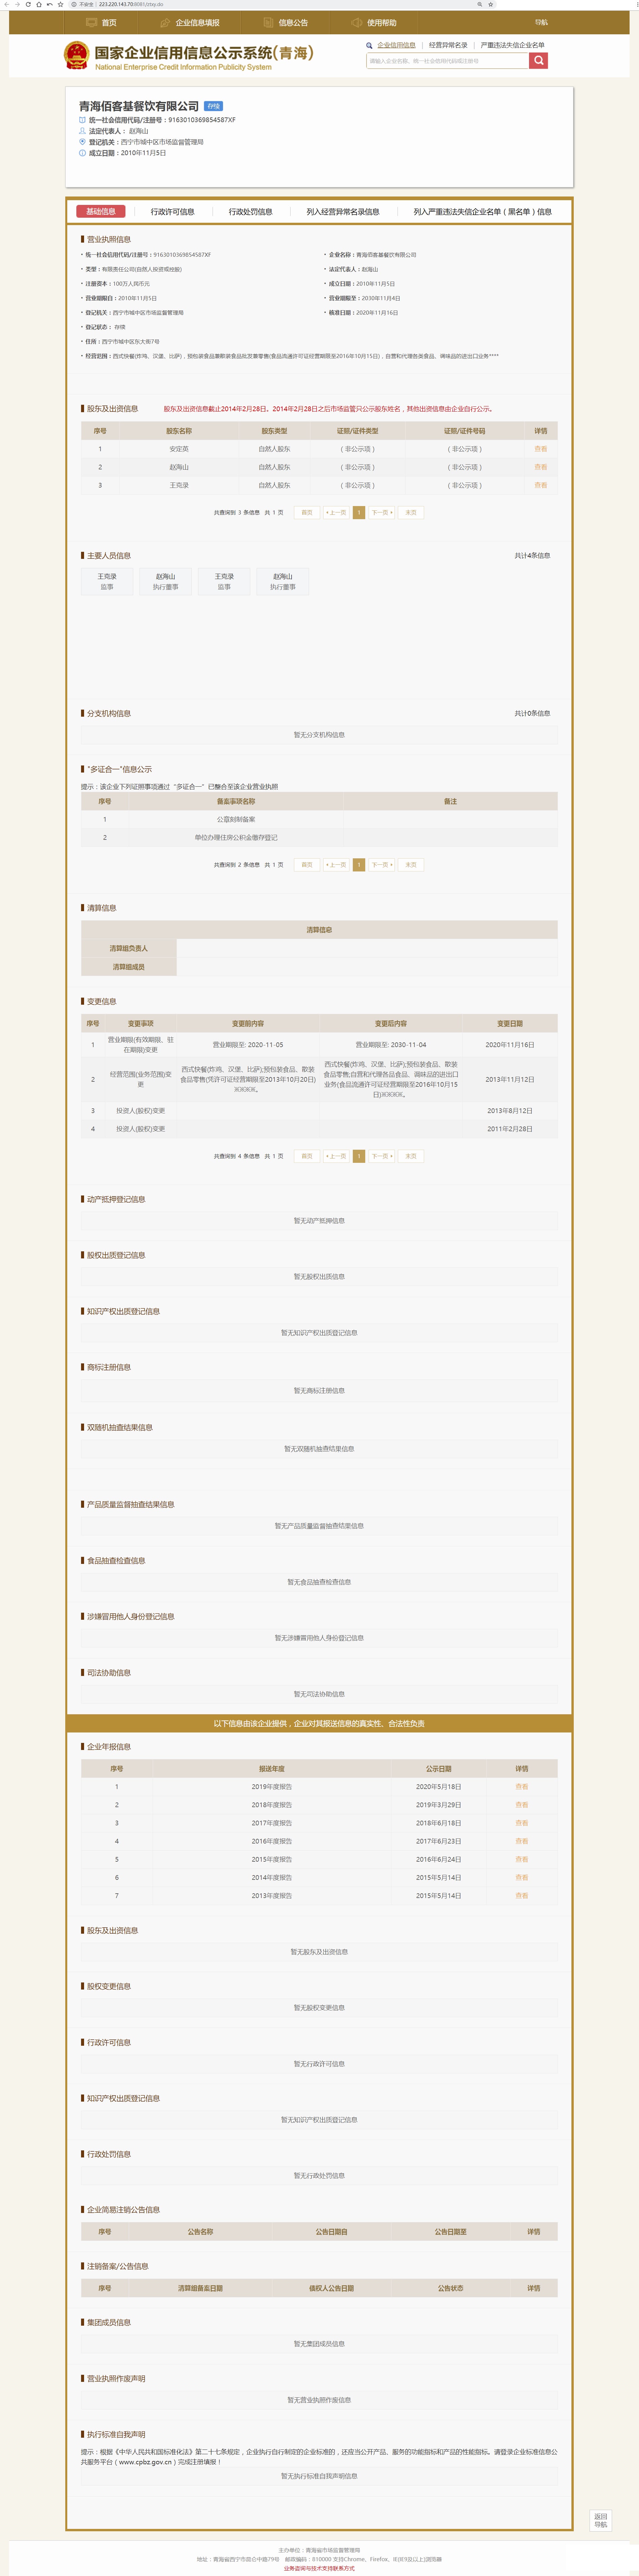 不安全 | 223.220.143.70:8081/ztxy.do
首页 企业信息填报 信息公告 使用帮助 导航
国家企业信用信息公示系统(青海)
National Enterprise Credit Information Publicity System
企业信用信息 | 经营异常名录 | 严重违法失信企业名单
请输入企业名称、统一社会信用代码或注册号
青海佰客基餐饮有限公司 存续
统一社会信用代码/注册号：91630103698545​87XF
法定代表人： 赵海山
登记机关：西宁市城中区市场监督管理局
成立日期：2010年11月5日
基础信息 行政许可信息 行政处罚信息 列入经营异常名录信息 列入严重违法失信企业名单（黑名单）信息
营业执照信息
· 统一社会信用代码/注册号：9163010369854587XF · 企业名称：青海佰客基餐饮有限公司
· 类型：有限责任公司(自然人投资或控股) · 法定代表人：赵海山
· 注册资本：100万人民币元 · 成立日期：2010年11月5日
· 营业期限自：2010年11月5日 · 营业期限至：2030年11月4日
· 登记机关：西宁市城中区市场监督管理局 · 核准日期：2020年11月16日
· 登记状态： 存续
· 住所：西宁市城中区东大街7号
· 经营范围：西式快餐(炸鸡、汉堡、比萨)，预包装食品兼散装食品批发兼零售(食品流通许可证经营期限至2016年10月15日)，自营和代理各类食品、调味品的进出口业务****
股东及出资信息 股东及出资信息截止2014年2月28日。2014年2月28日之后市场监管只公示股东姓名，其他出资信息由企业自行公示。
序号 股东名称 股东类型 证照/证件类型 证照/证件号码 详情
1 安定英 自然人股东 （非公示项） （非公示项） 查看
2 赵海山 自然人股东 （非公示项） （非公示项） 查看
3 王克录 自然人股东 （非公示项） （非公示项） 查看
共查询到 3 条信息 共 1 页 首页 上一页 1 下一页 末页
主要人员信息 共计4条信息
王克录 赵海山 王克录 赵海山
监事 执行董事 监事 执行董事
分支机构信息 共计0条信息
暂无分支机构信息
"多证合一"信息公示
提示：该企业下列证照事项通过“多证合一”已整合至该企业营业执照
序号 备案事项名称 备注
1 公章刻制备案
2 单位办理住房公积金缴存登记
共查询到 2 条信息 共 1 页 首页 上一页 1 下一页 末页
清算信息
清算信息
清算组负责人
清算组成员
变更信息
序号 变更事项 变更前内容 变更后内容 变更日期
1 营业期限(有效期限、驻在期限)变更 营业期限至: 2020-11-05 营业期限至: 2030-11-04 2020年11月16日
2 经营范围(业务范围)变更 西式快餐(炸鸡、汉堡、比萨);预包装食品、散装食品零售(凭许可证经营期限至2013年10月20日)※※※※。 西式快餐(炸鸡、汉堡、比萨);预包装食品、散装食品零售;自营和代理各品食品、调味品的进出口业务(食品流通许可证经营期限至2016年10月15日)※※※※。 2013年11月12日
3 投资人(股权)变更 2013年8月12日
4 投资人(股权)变更 2011年2月28日
共查询到 4 条信息 共 1 页 首页 上一页 1 下一页 末页
动产抵押登记信息
暂无动产抵押信息
股权出质登记信息
暂无股权出质信息
知识产权出质登记信息
暂无知识产权出质登记信息
商标注册信息
暂无商标注册信息
双随机抽查结果信息
暂无双随机抽查结果信息
产品质量监督抽查结果信息
暂无产品质量监督抽查结果信息
食品抽查检查信息
暂无食品抽查检查信息
涉嫌冒用他人身份登记信息
暂无涉嫌冒用他人身份登记信息
司法协助信息
暂无司法协助信息
以下信息由该企业提供，企业对其报送信息的真实性、合法性负责
企业年报信息
序号 报送年度 公示日期 详情
1 2019年度报告 2020年5月18日 查看
2 2018年度报告 2019年3月29日 查看
3 2017年度报告 2018年6月18日 查看
4 2016年度报告 2017年6月23日 查看
5 2015年度报告 2016年6月24日 查看
6 2014年度报告 2015年5月14日 查看
7 2013年度报告 2015年5月14日 查看
股东及出资信息
暂无股东及出资信息
股权变更信息
暂无股权变更信息
行政许可信息
暂无行政许可信息
知识产权出质登记信息
暂无知识产权出质登记信息
行政处罚信息
暂无行政处罚信息
企业简易注销公告信息
序号 公告名称 公告日期自 公告日期至 详情
注销备案/公告信息
序号 清算组备案日期 债权人公告日期 公告状态 详情
集团成员信息
暂无集团成员信息
营业执照作废声明
暂无营业执照作废信息
执行标准自我声明
提示：根据《中华人民共和国标准化法》第二十七条规定，企业执行自行制定的企业标准的，还应当公开产品、服务的功能指标和产品的性能指标。请登录企业标准信息公
共服务平台（www.cpbz.gov.cn）完成注册填报！
暂无执行标准自我声明信息
返回
导航
主办单位：青海省市场监督管理局
地址：青海省西宁市昆仑中路79号 邮政编码：810000 支持Chrome、Firefox、IE(IE9及以上)浏览器
业务咨询与技术支持联系方式